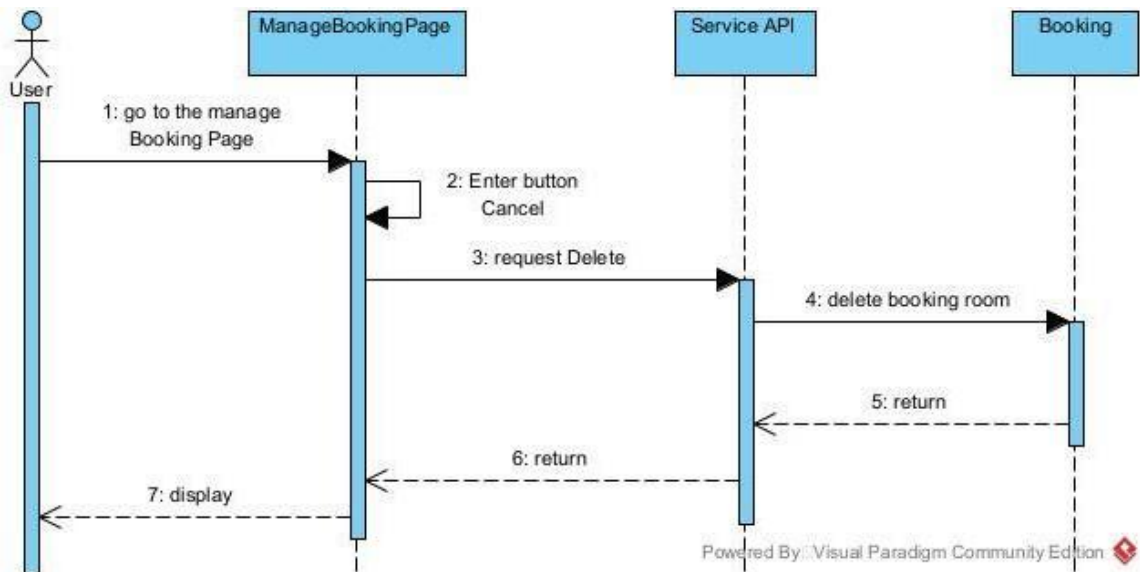 ManageBookingPage
Service API
Booking
User
1: go to the manage
Booking Page
2: Enter button
Cancel
3: request Delete
4: delete booking room
5: return
6: return
7: display
Powered By Visual Paradigm Community Edition